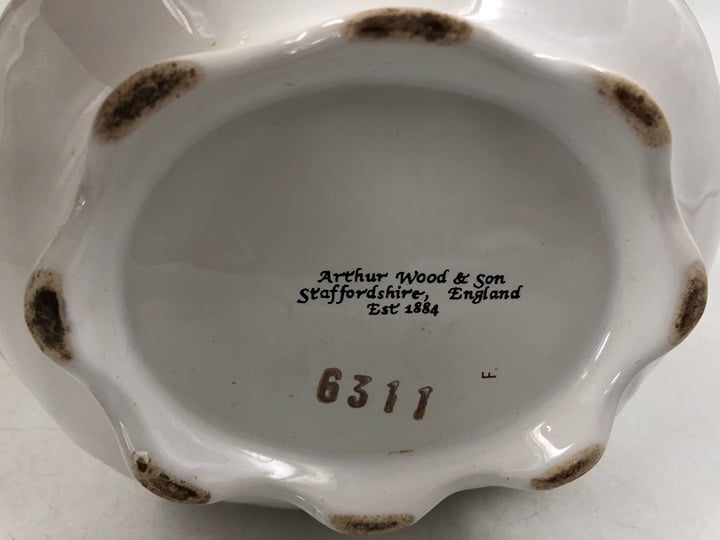 Arthur Wood & Son
Staffordshire, England
Est 1884
6311
F